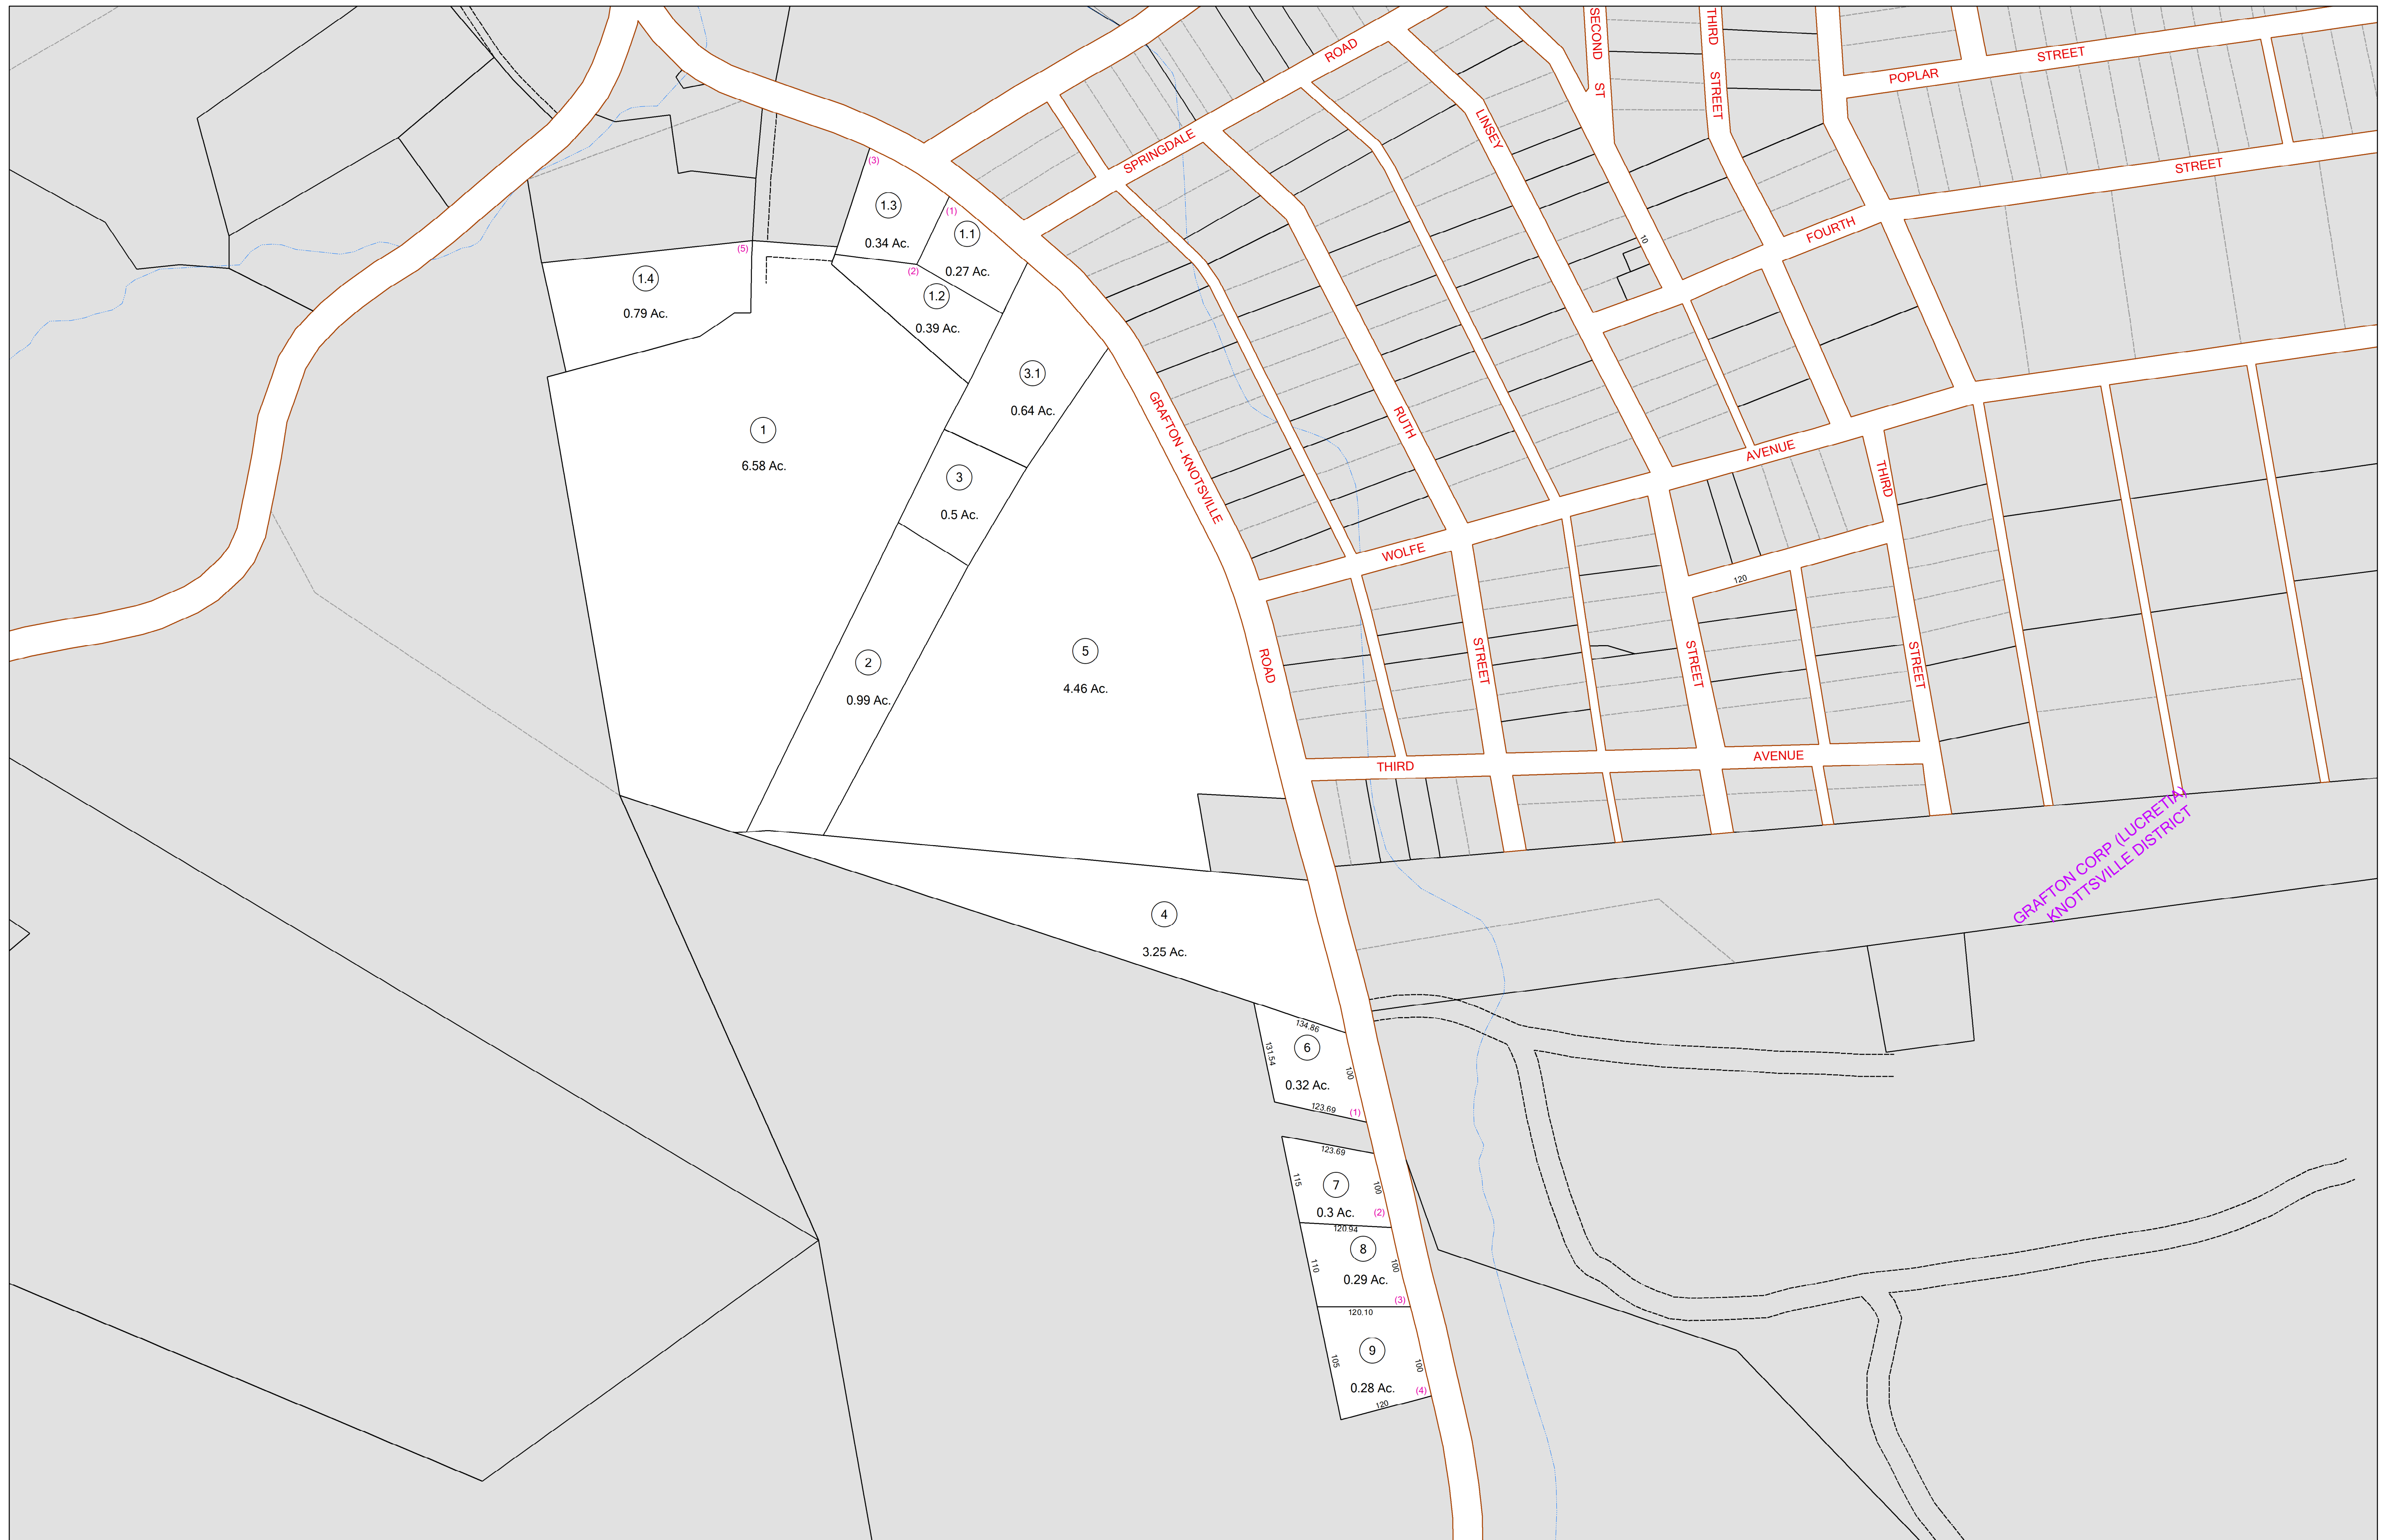 SECOND ST
THIRD STREET
ROAD
STREET
POPLAR
LINSEY
SPRINGDALE
STREET
(3)
1.3
0.34 Ac.
(1)
1.1
0.27 Ac.
(2)
1.2
0.39 Ac.
(5)
1.4
0.79 Ac.
FOURTH
10
3.1
0.64 Ac.
GRAFTON - KNOTSVILLE
RUTH
1
6.58 Ac.
AVENUE
THIRD
3
0.5 Ac.
WOLFE
120
2
0.99 Ac.
5
4.46 Ac.
ROAD
STREET
STREET
STREET
THIRD
AVENUE
GRAFTON CORP (LUCRETIA)
KNOTTSVILLE DISTRICT
4
3.25 Ac.
134.86
131.54
6
130
0.32 Ac.
123.69
(1)
123.69
115
7
100
0.3 Ac.
(2)
120.94
8
110
100
0.29 Ac.
(3)
120.10
9
105
100
0.28 Ac.
(4)
120